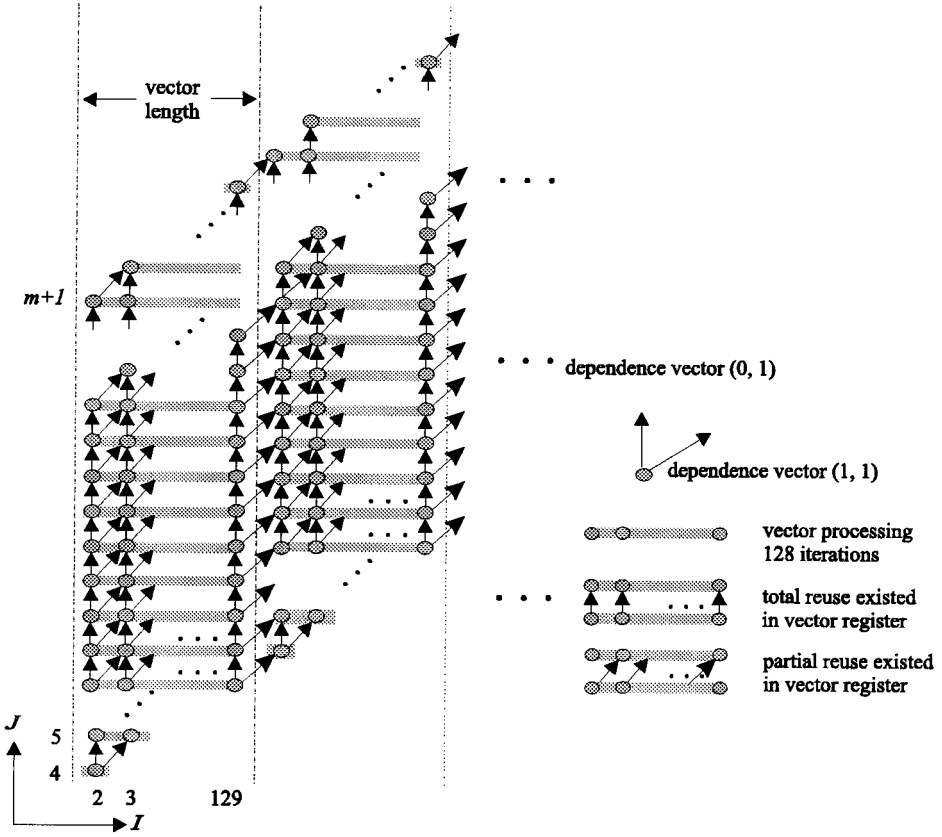 vector
length
m+1
dependence vector (0, 1)
dependence vector (1, 1)
vector processing
128 iterations
total reuse existed
in vector register
partial reuse existed
in vector register
J
5
4
2 3 129
I